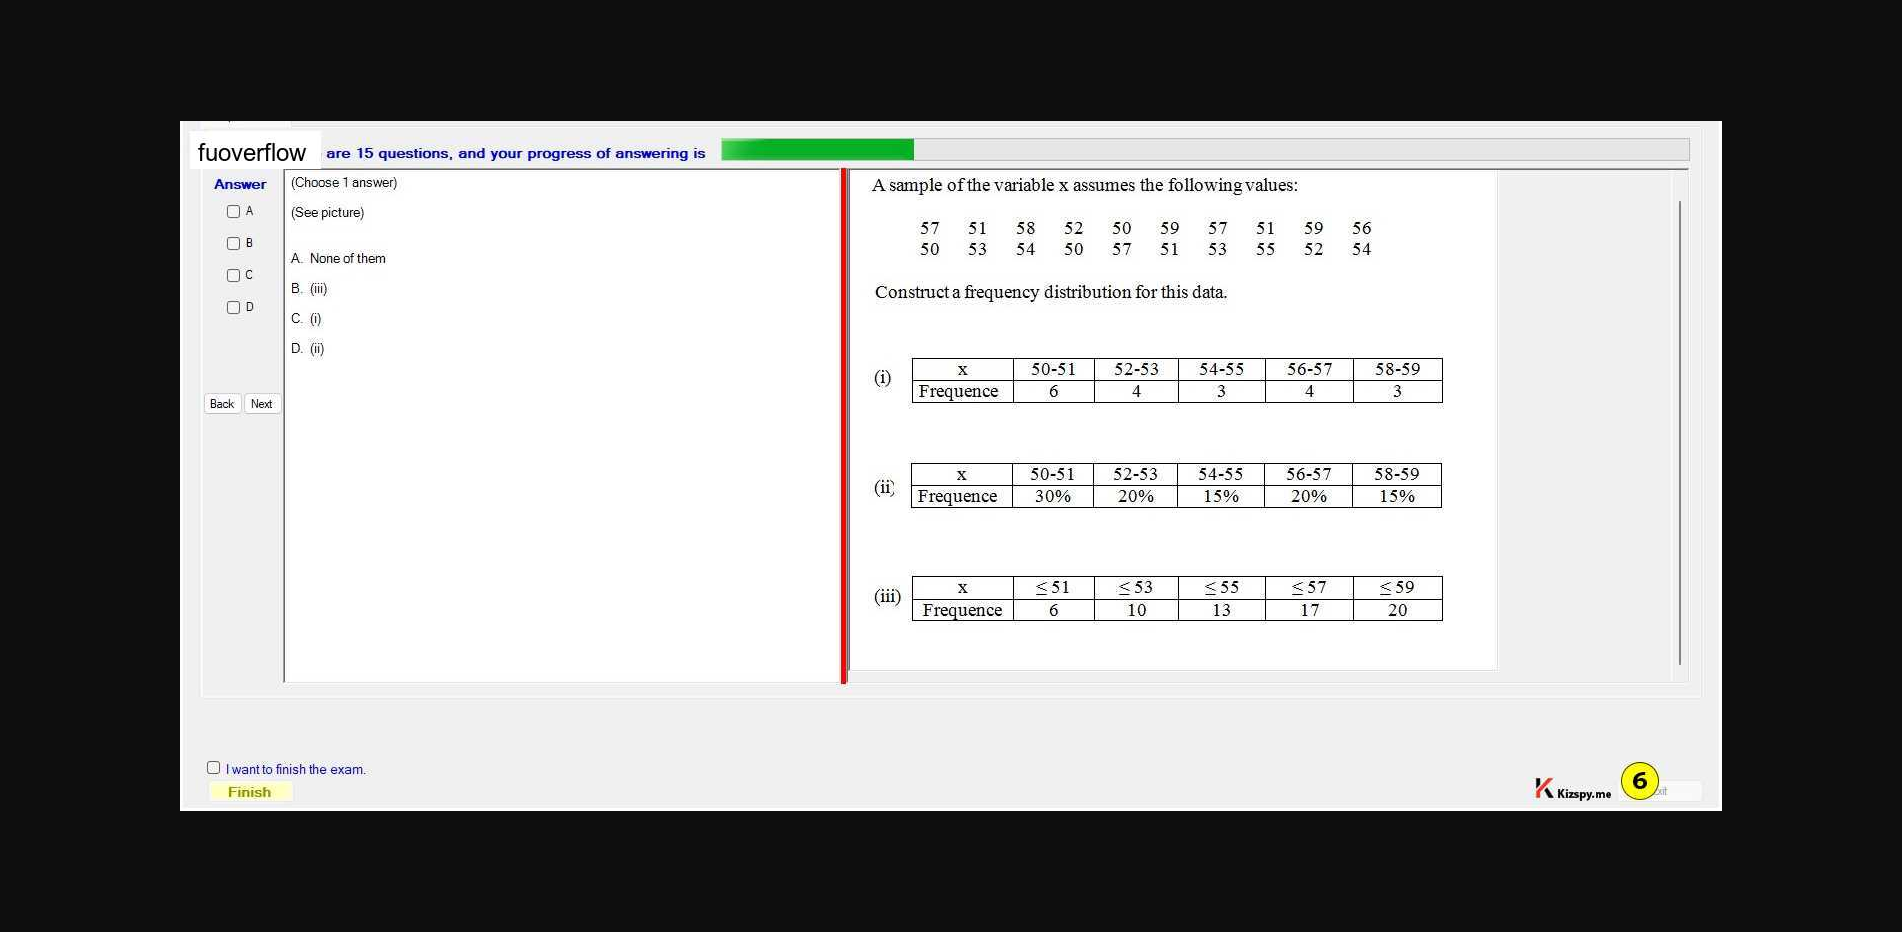 fuoverflow are 15 questions, and your progress of answering is
Answer
A
B
C
D
Back Next
(Choose 1 answer)
(See picture)
A. None of them
B. (iii)
C. (i)
D. (ii)
A sample of the variable x assumes the following values:
57 51 58 52 50 59 57 51 59 56
50 53 54 50 57 51 53 55 52 54
Construct a frequency distribution for this data.
(i)
x 50-51 52-53 54-55 56-57 58-59
Frequence 6 4 3 4 3
(ii)
x 50-51 52-53 54-55 56-57 58-59
Frequence 30% 20% 15% 20% 15%
(iii)
x ≤ 51 ≤ 53 ≤ 55 ≤ 57 ≤ 59
Frequence 6 10 13 17 20
I want to finish the exam.
Finish
Kizspy.me
6